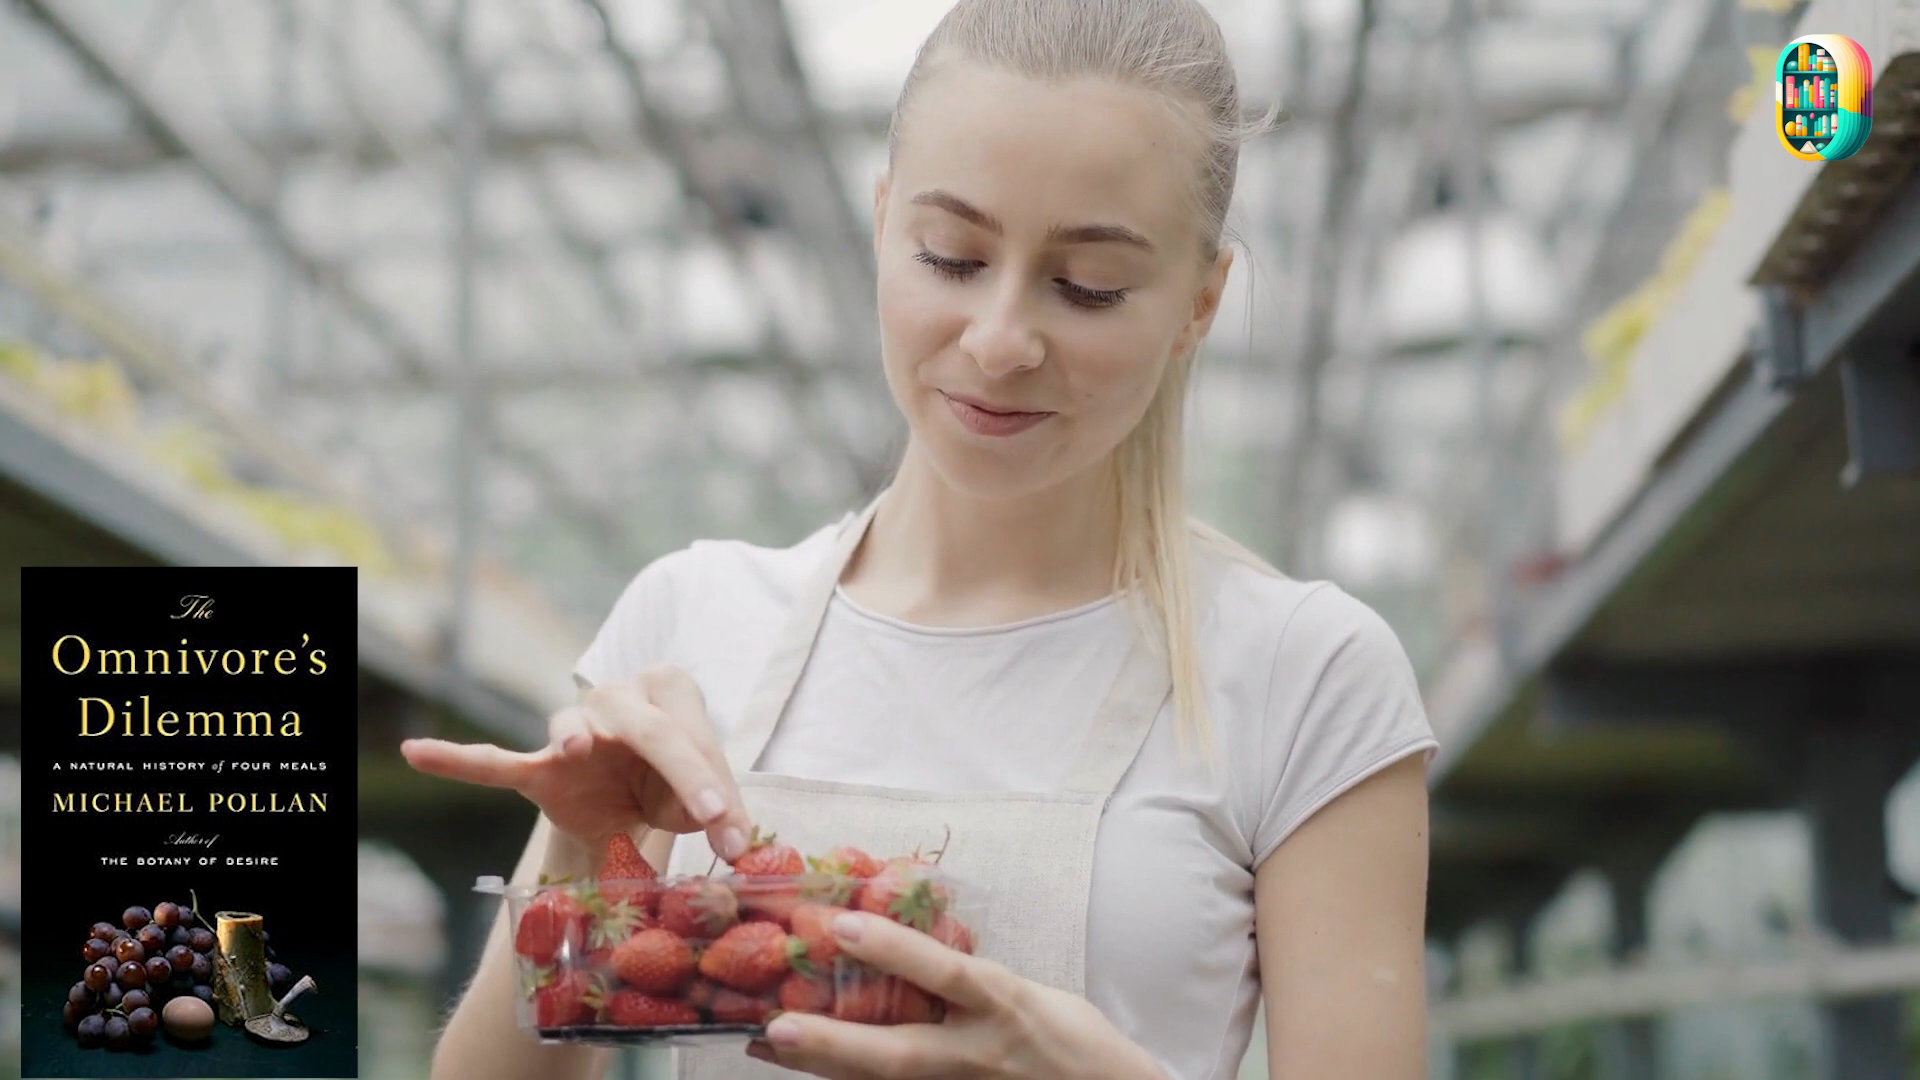 The
Omnivore's
Dilemma
A NATURAL HISTORY of FOUR MEALS
MICHAEL POLLAN
Author of
THE BOTANY OF DESIRE